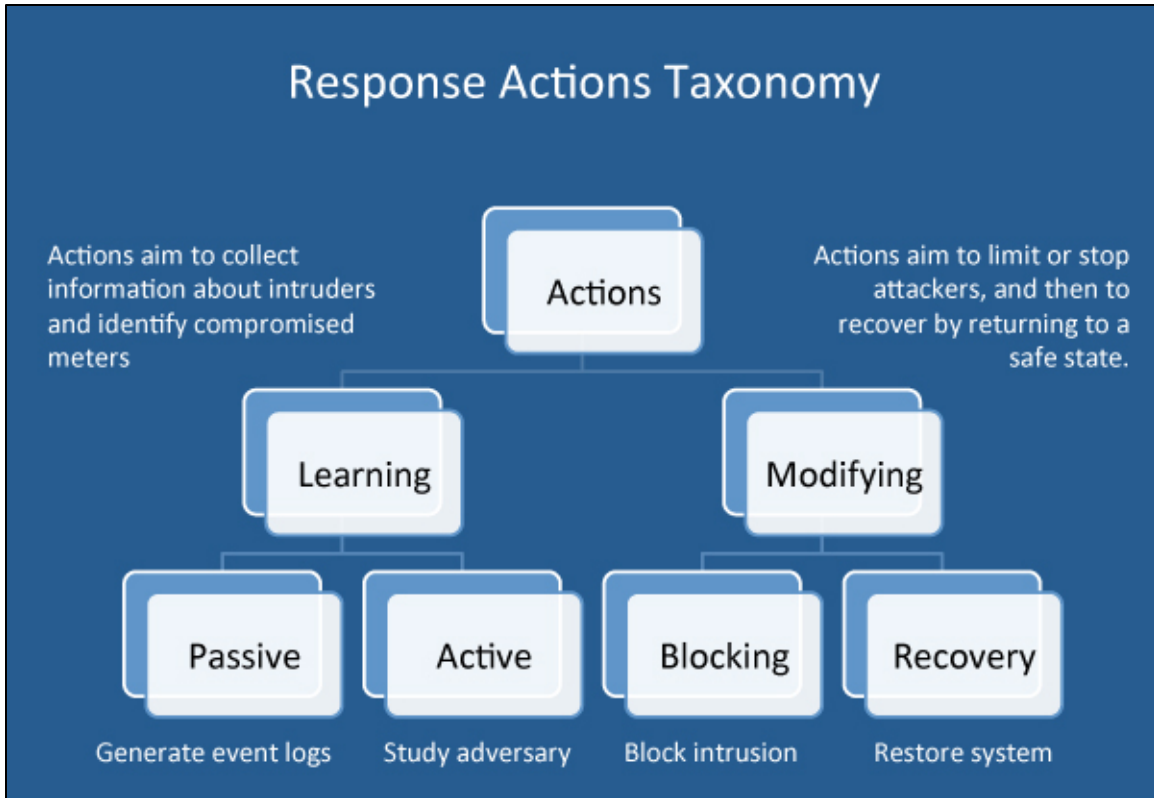 Response Actions Taxonomy
Actions aim to collect
information about intruders
and identify compromised
meters
Actions
Actions aim to limit or stop
attackers, and then to
recover by returning to a
safe state.
Learning
Modifying
Passive
Active
Blocking
Recovery
Generate event logs
Study adversary
Block intrusion
Restore system